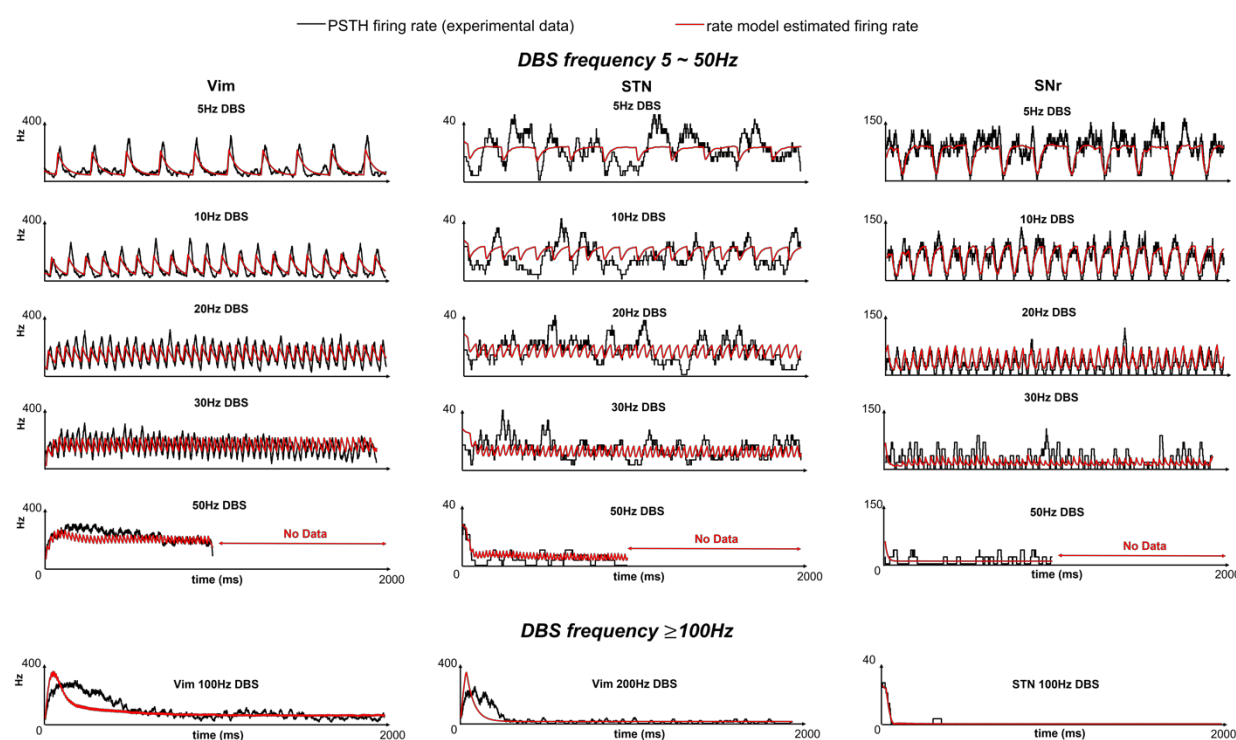 PSTH firing rate (experimental data) rate model estimated firing rate
DBS frequency 5 ~ 50Hz
Vim STN SNr
5Hz DBS 5Hz DBS 5Hz DBS
400 40 150
Hz
10Hz DBS 10Hz DBS 10Hz DBS
400 40 150
Hz
20Hz DBS 20Hz DBS 20Hz DBS
400 40 150
Hz
30Hz DBS 30Hz DBS 30Hz DBS
400 40 150
Hz
50Hz DBS 50Hz DBS 50Hz DBS
400 40 150
Hz
No Data No Data No Data
0 time (ms) 2000 0 time (ms) 2000 0 time (ms) 2000
DBS frequency ≥100Hz
400 400 40
Hz
Vim 100Hz DBS Vim 200Hz DBS STN 100Hz DBS
0 time (ms) 2000 0 time (ms) 2000 0 time (ms) 2000